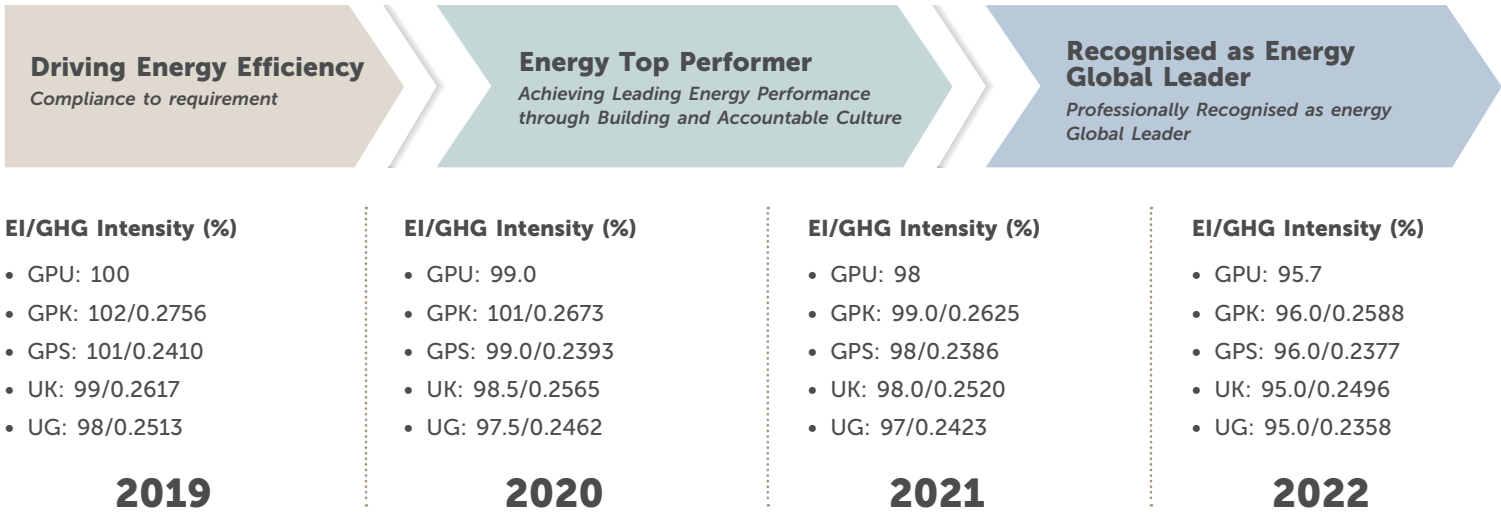 Driving Energy Efficiency
Compliance to requirement
Energy Top Performer
Achieving Leading Energy Performance
through Building and Accountable Culture
Recognised as Energy
Global Leader
Professionally Recognised as energy
Global Leader
EI/GHG Intensity (%)
• GPU: 100
• GPK: 102/0.2756
• GPS: 101/0.2410
• UK: 99/0.2617
• UG: 98/0.2513
2019
EI/GHG Intensity (%)
• GPU: 99.0
• GPK: 101/0.2673
• GPS: 99.0/0.2393
• UK: 98.5/0.2565
• UG: 97.5/0.2462
2020
EI/GHG Intensity (%)
• GPU: 98
• GPK: 99.0/0.2625
• GPS: 98/0.2386
• UK: 98.0/0.2520
• UG: 97/0.2423
2021
EI/GHG Intensity (%)
• GPU: 95.7
• GPK: 96.0/0.2588
• GPS: 96.0/0.2377
• UK: 95.0/0.2496
• UG: 95.0/0.2358
2022